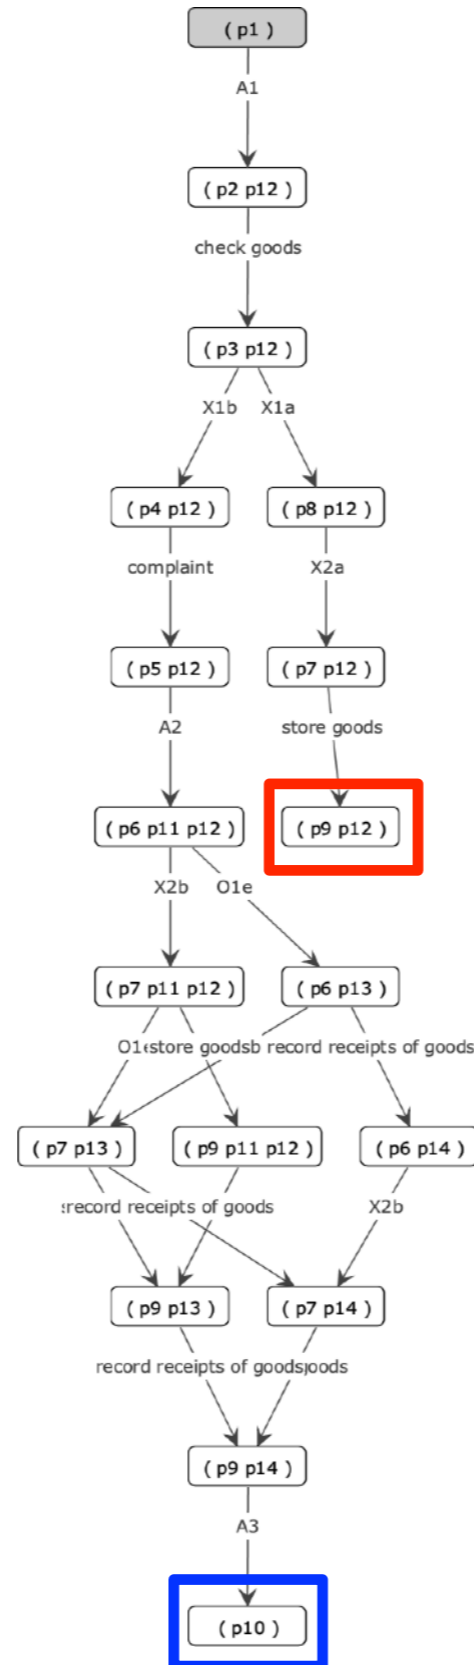 ( p1 )
A1
( p2 p12 )
check goods
( p3 p12 )
X1b X1a
( p4 p12 ) ( p8 p12 )
complaint X2a
( p5 p12 ) ( p7 p12 )
A2 store goods
( p6 p11 p12 ) ( p9 p12 )
X2b O1e
( p7 p11 p12 ) ( p6 p13 )
store goods record receipts of goods
( p7 p13 ) ( p9 p11 p12 ) ( p6 p14 )
record receipts of goods X2b
( p9 p13 ) ( p7 p14 )
record receipts of goods
( p9 p14 )
A3
( p10 )